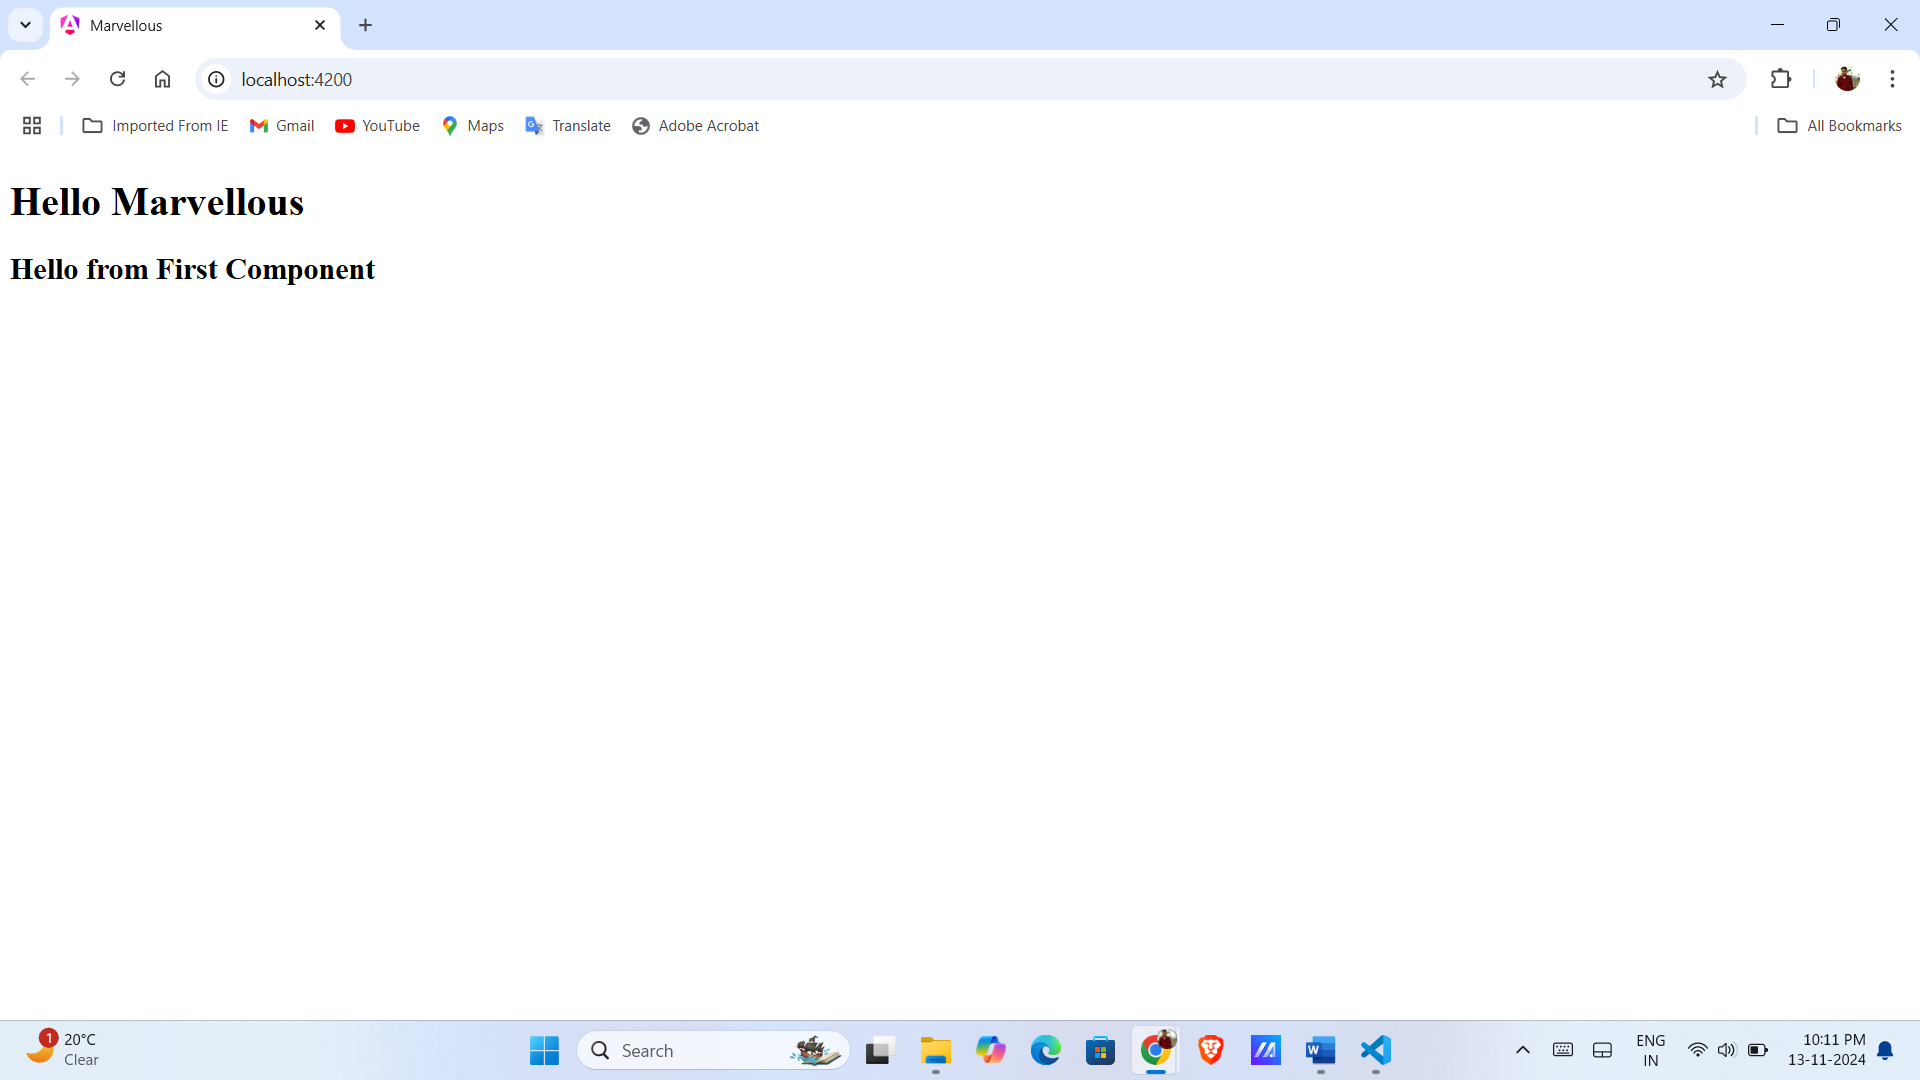 Marvellous
localhost:4200
Imported From IE Gmail YouTube Maps Translate Adobe Acrobat All Bookmarks
Hello Marvellous
Hello from First Component
1
20°C
Clear
Search
ENG
IN
10:11 PM
13-11-2024